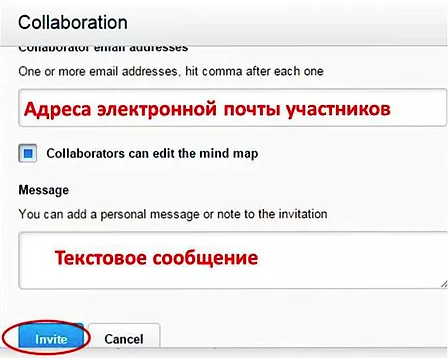 Collaboration
Collaborator email addresses
One or more email addresses, hit comma after each one
Адреса электронной почты участников
Collaborators can edit the mind map
Message
You can add a personal message or note to the invitation
Текстовое сообщение
Invite
Cancel